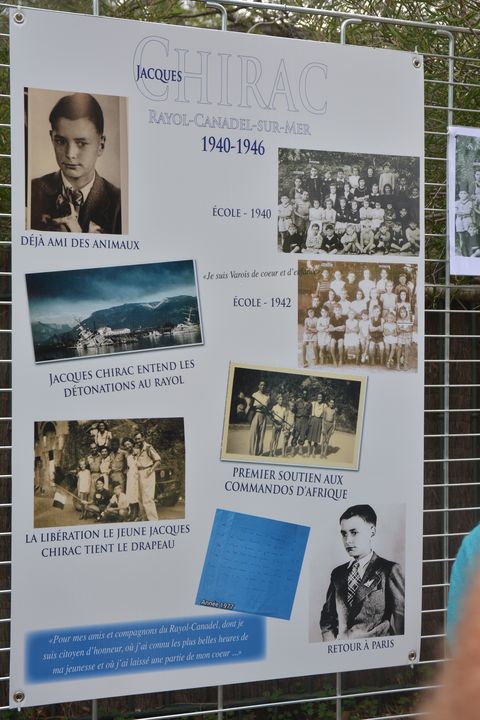 Jacques CHIRAC
RAYOL-CANADEL-SUR-MER
1940-1946
ÉCOLE - 1940
DÉJÀ AMI DES ANIMAUX
«Je suis Varois de coeur et d'enfance»
ÉCOLE - 1942
JACQUES CHIRAC ENTEND LES
DÉTONATIONS AU RAYOL
PREMIER SOUTIEN AUX
COMMANDOS D'AFRIQUE
LA LIBÉRATION LE JEUNE JACQUES
CHIRAC TIENT LE DRAPEAU
Année 1977
RETOUR À PARIS
«Pour mes amis et compagnons du Rayol-Canadel, dont je
suis citoyen d'honneur, où j'ai connu les plus belles heures de
ma jeunesse et où j'ai laissé une partie de mon coeur ...»